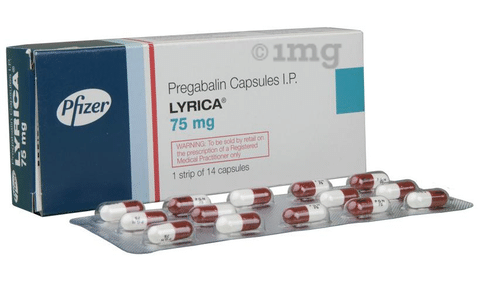 ©1mg
Pregabalin Capsules I.P.
LYRICA®
75 mg
WARNING: To be sold by retail on
the prescription of a Registered
Medical Practitioner only
1 strip of 14 capsules
Pfizer
LYRICA®
75 mg
Pfizer